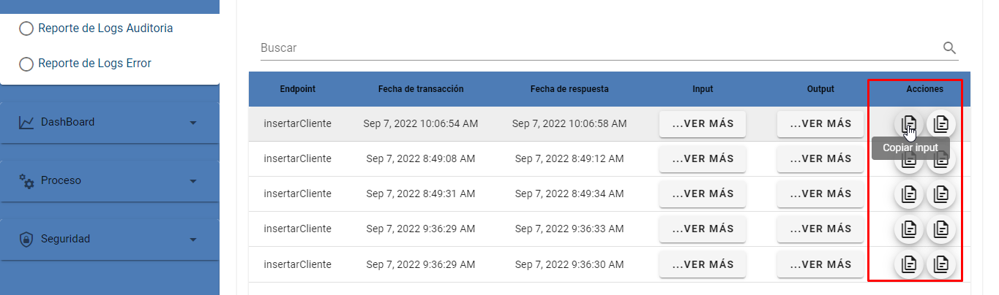 Reporte de Logs Auditoria
Reporte de Logs Error
DashBoard
Proceso
Seguridad
Buscar
Endpoint Fecha de transacción Fecha de respuesta Input Output Acciones
insertarCliente Sep 7, 2022 10:06:54 AM Sep 7, 2022 10:06:58 AM ...VER MÁS ...VER MÁS
Copiar input
insertarCliente Sep 7, 2022 8:49:08 AM Sep 7, 2022 8:49:12 AM ...VER MÁS ...VER MÁS
insertarCliente Sep 7, 2022 8:49:31 AM Sep 7, 2022 8:49:34 AM ...VER MÁS ...VER MÁS
insertarCliente Sep 7, 2022 9:36:29 AM Sep 7, 2022 9:36:33 AM ...VER MÁS ...VER MÁS
insertarCliente Sep 7, 2022 9:36:29 AM Sep 7, 2022 9:36:30 AM ...VER MÁS ...VER MÁS